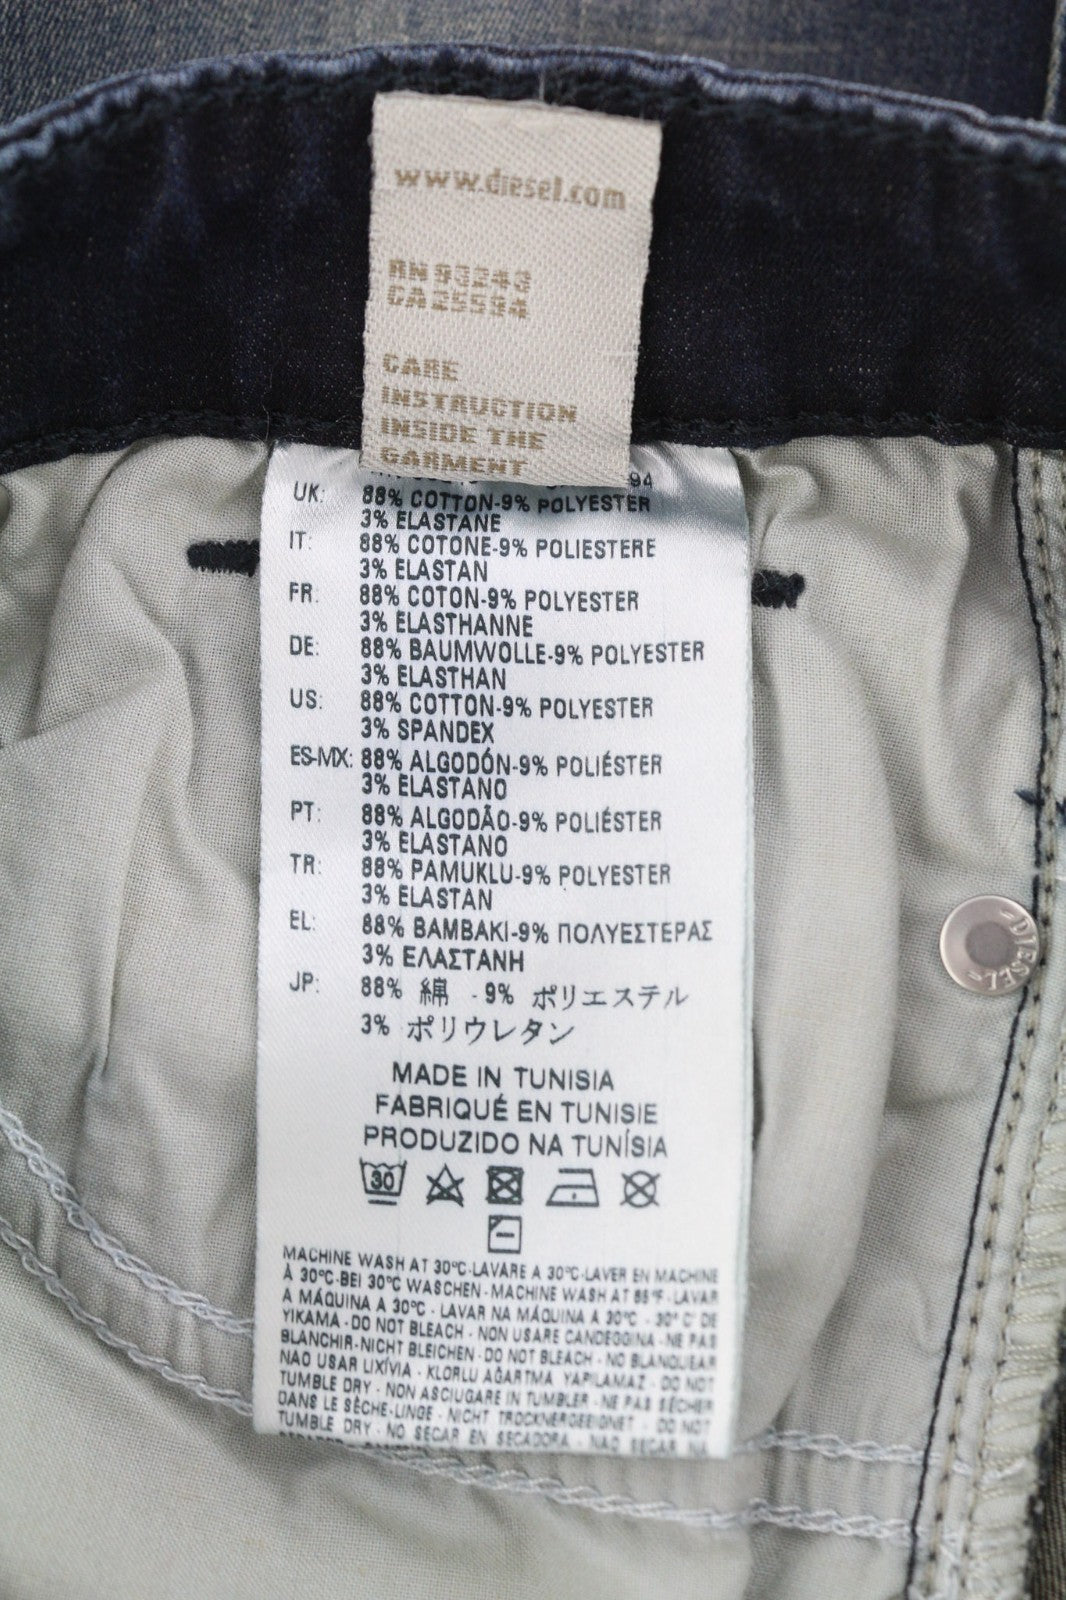 www.diesel.com
RN 93243
CA 25594
CARE
INSTRUCTION
INSIDE THE
GARMENT
94
UK: 88% COTTON-9% POLYESTER
3% ELASTANE
IT: 88% COTONE-9% POLIESTERE
3% ELASTAN
FR: 88% COTON-9% POLYESTER
3% ELASTHANNE
DE: 88% BAUMWOLLE-9% POLYESTER
3% ELASTHAN
US: 88% COTTON-9% POLYESTER
3% SPANDEX
ES-MX: 88% ALGODÓN-9% POLIÉSTER
3% ELASTANO
PT: 88% ALGODÃO-9% POLIÉSTER
3% ELASTANO
TR: 88% PAMUKLU-9% POLYESTER
3% ELASTAN
EL: 88% ΒΑΜΒΑΚΙ-9% ΠΟΛΥΕΣΤΕΡΑΣ
3% ΕΛΑΣΤΑΝΗ
JP: 88% 綿 - 9% ポリエステル
3% ポリウレタン
MADE IN TUNISIA
FABRIQUÉ EN TUNISIE
PRODUZIDO NA TUNÍSIA
30
MACHINE WASH AT 30°C-LAVARE A 30°C-LAVER EN MACHINE
À 30°C-BEI 30°C WASCHEN-MACHINE WASH AT 85°F-LAVAR
A MÁQUINA A 30°C - LAVAR NA MÁQUINA A 30°C - 30° C' DE
YIKAMA - DO NOT BLEACH - NON USARE CANDEGGINA - NE PAS
BLANCHIR-NICHT BLEICHEN - DO NOT BLEACH - NO BLANQUEAR
NAO USAR LIXÍVIA - KLORLU AĞARTMA YAPILAMAZ - DO NOT
TUMBLE DRY - NON ASCIUGARE IN TUMBLER - NE PAS SÉCHER
DANS LE SÈCHE-LINGE - NICHT TROCKNERGEEIGNET - DO NOT
TUMBLE DRY - NO SECAR EN SECADORA - NAO SECAR NA
-DIESEL-